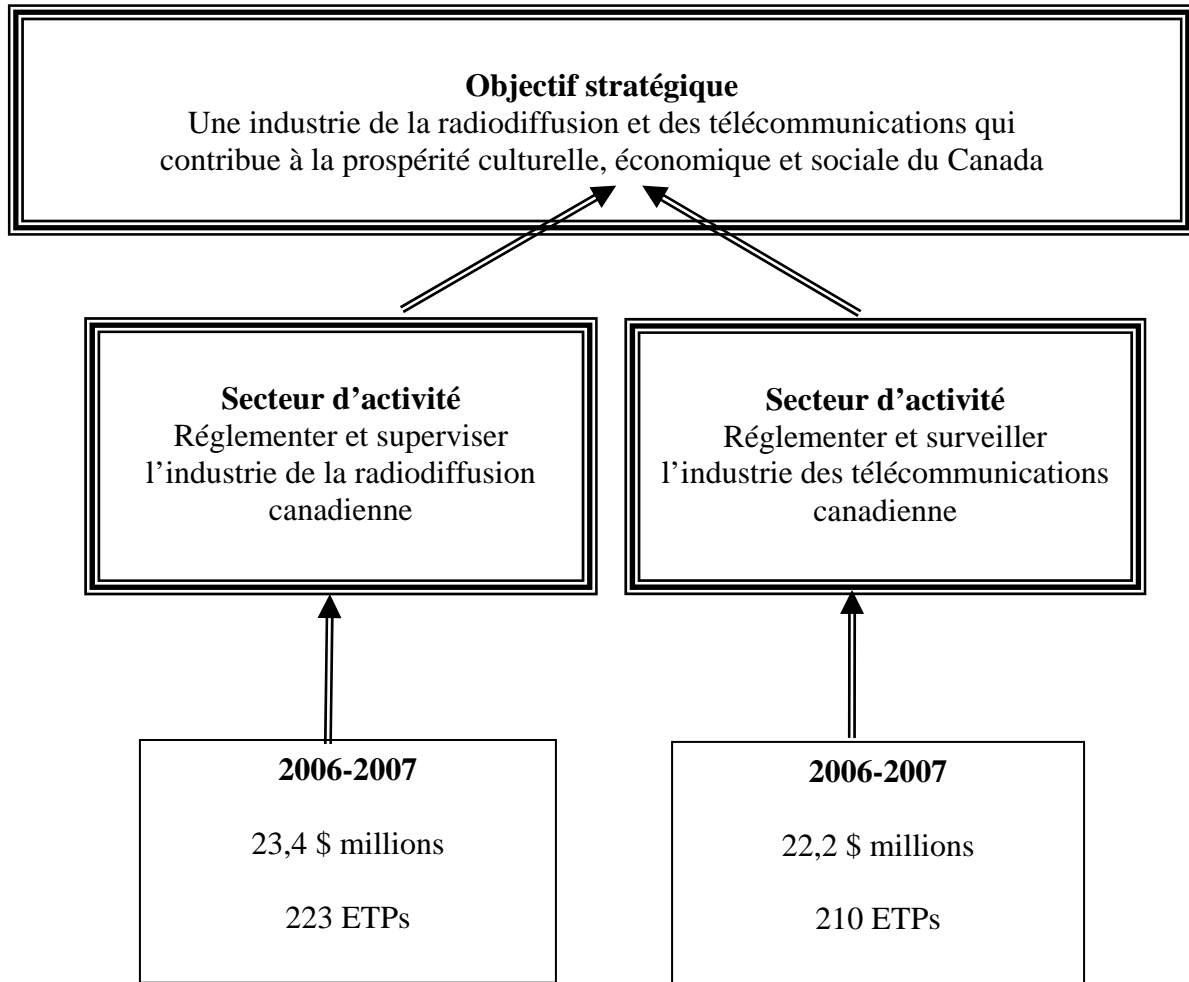 Objectif stratégique
Une industrie de la radiodiffusion et des télécommunications qui
contribue à la prospérité culturelle, économique et sociale du Canada
Secteur d’activité
Réglementer et superviser
l’industrie de la radiodiffusion
canadienne
Secteur d’activité
Réglementer et surveiller
l’industrie des télécommunications
canadienne
2006-2007
23,4 $ millions
223 ETPs
2006-2007
22,2 $ millions
210 ETPs